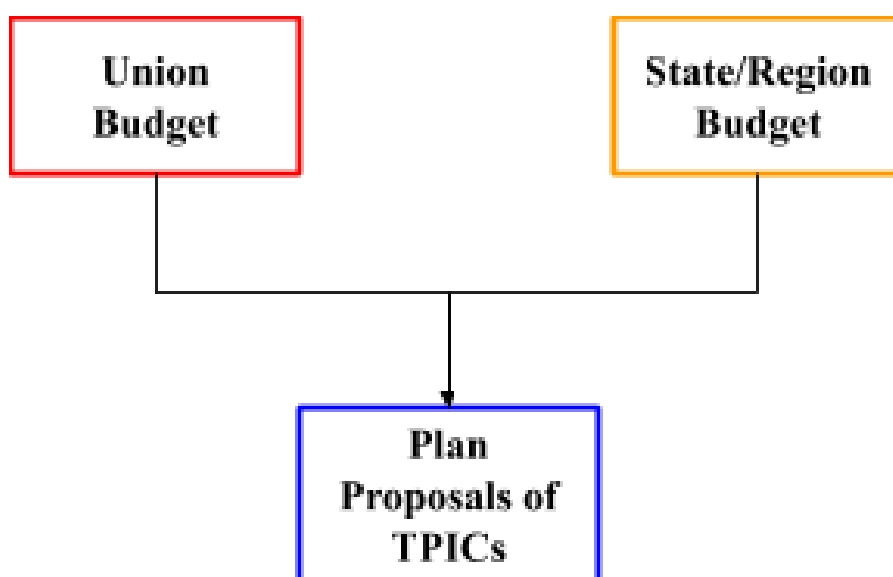 Union
Budget
State/Region
Budget
Plan
Proposals of
TPICs